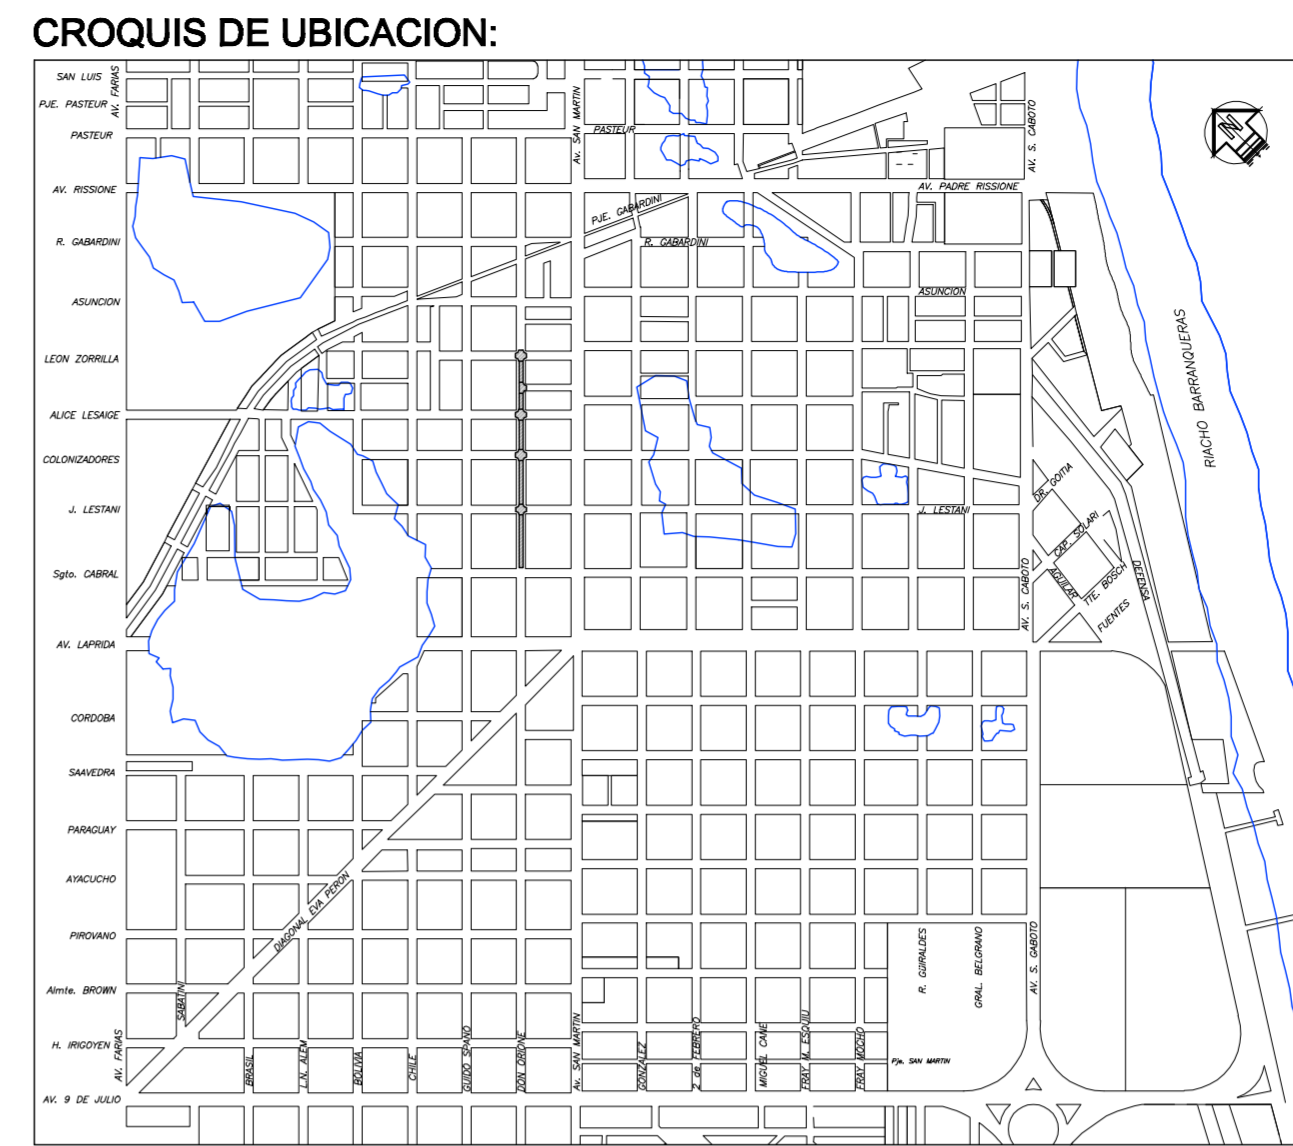 CROQUIS DE UBICACION:
SAN LUIS
AV. FARIAS
PJE. PASTEUR
PASTEUR
AV. RISSIONE
R. GABARDINI
ASUNCION
LEON ZORRILLA
ALICE LESAIGE
COLONIZADORES
J. LESTANI
Sgto. CABRAL
AV. LAPRIDA
CORDOBA
SAAVEDRA
PARAGUAY
AYACUCHO
PIROVANO
Almte. BROWN
H. IRIGOYEN
AV. 9 DE JULIO
AV. FARIAS
SABATINI
DIAGONAL EVA PERON
BRASIL
L.N. ALEM
BOLIVIA
CHILE
GUIDO SPANO
DON ORIONE
Av. SAN MARTIN
GONZALEZ
2 de FEBRERO
MIGUEL CANE
FRAY M. ESQUIU
FRAY MOCHO
Pje. SAN MARTIN
R. GÜIRALDES
GRAL. BELGRANO
AV. S. GABOTO
Av. SAN MARTIN
PASTEUR
PJE. GABARDINI
R. GABARDINI
AV. S. CABOTO
AV. PADRE RISSIONE
ASUNCION
J. LESTANI
AV. S. CABOTO
DR. GOITIA
CAP. SOLARI
AGUILAR
TTE. BOSCH
FUENTES
DEFENSA
RIACHO BARRANQUERAS
N